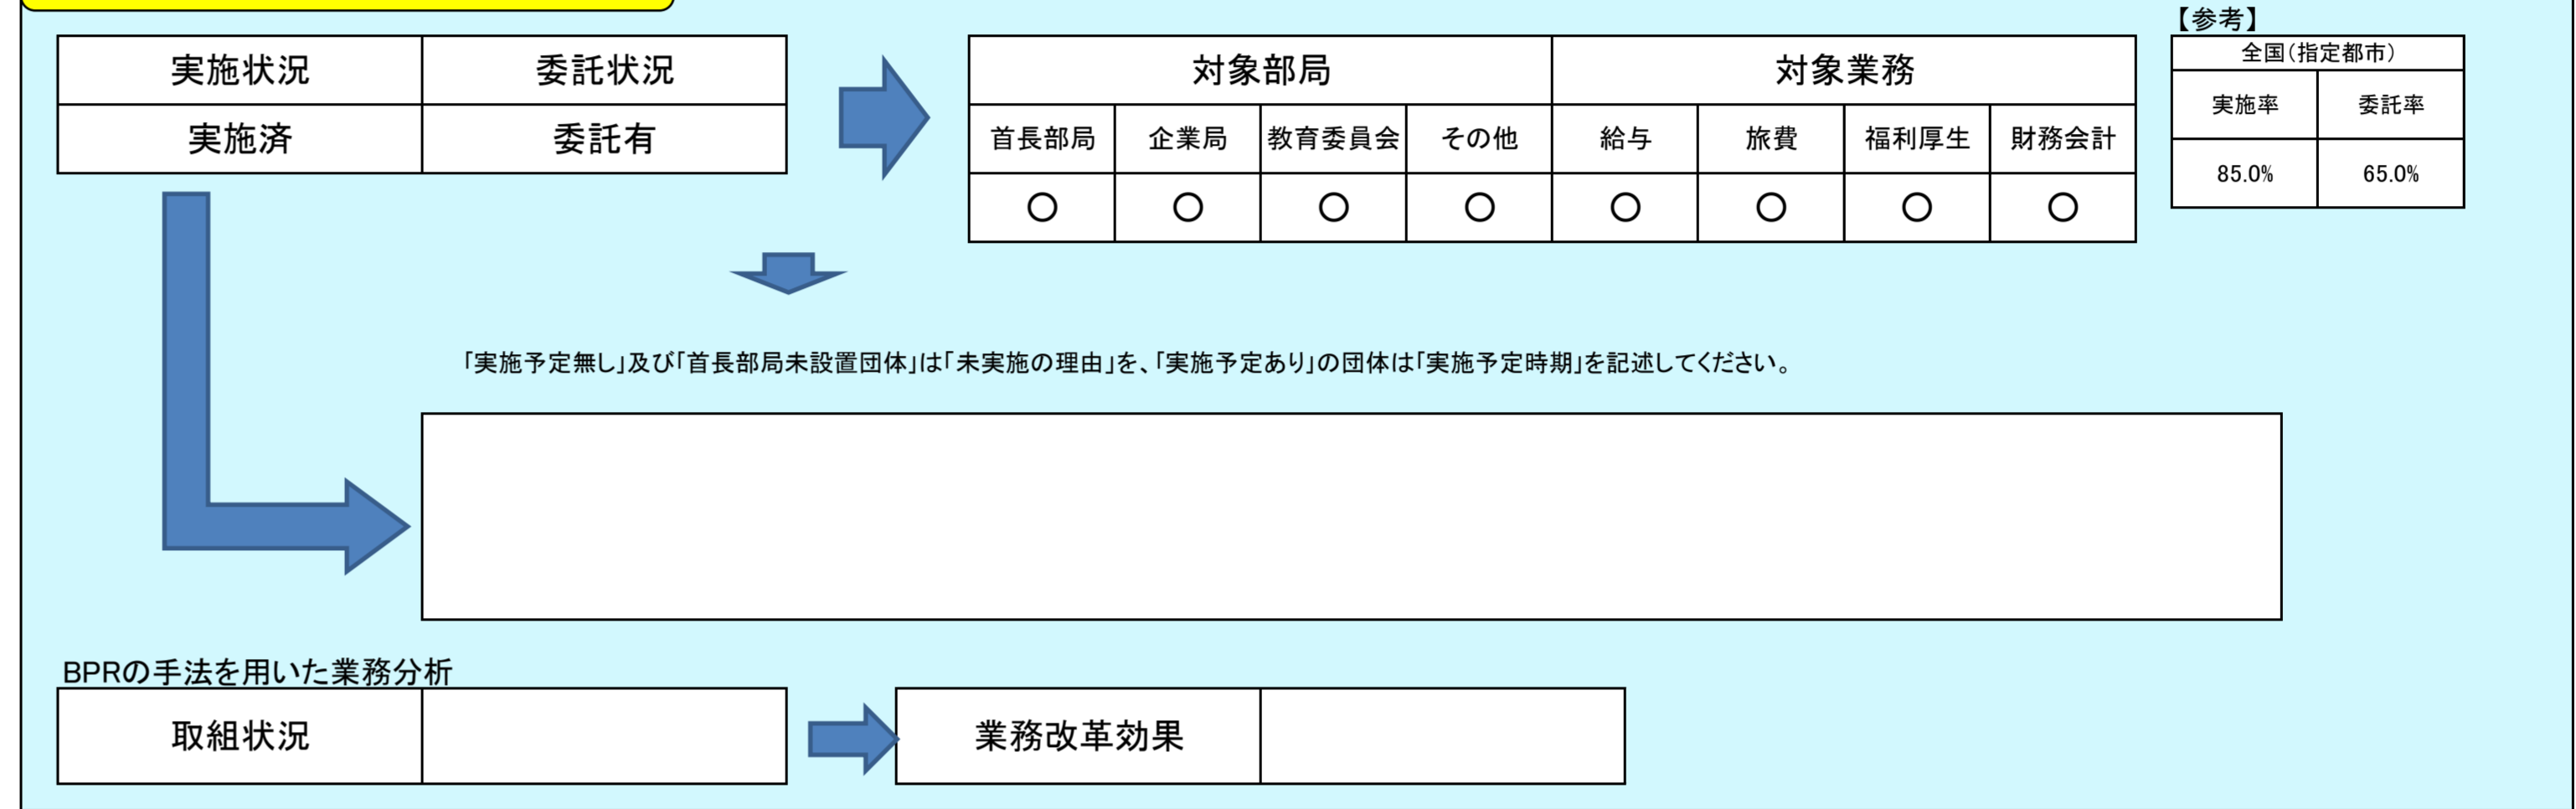 【参考】
実施状況 委託状況 対象部局 対象業務 全国(指定都市)
実施済 委託有 首長部局 企業局 教育委員会 その他 給与 旅費 福利厚生 財務会計 実施率 委託率
○ ○ ○ ○ ○ ○ ○ ○ 85.0% 65.0%
「実施予定無し」及び「首長部局未設置団体」は「未実施の理由」を、「実施予定あり」の団体は「実施予定時期」を記述してください。
BPRの手法を用いた業務分析
取組状況 業務改革効果